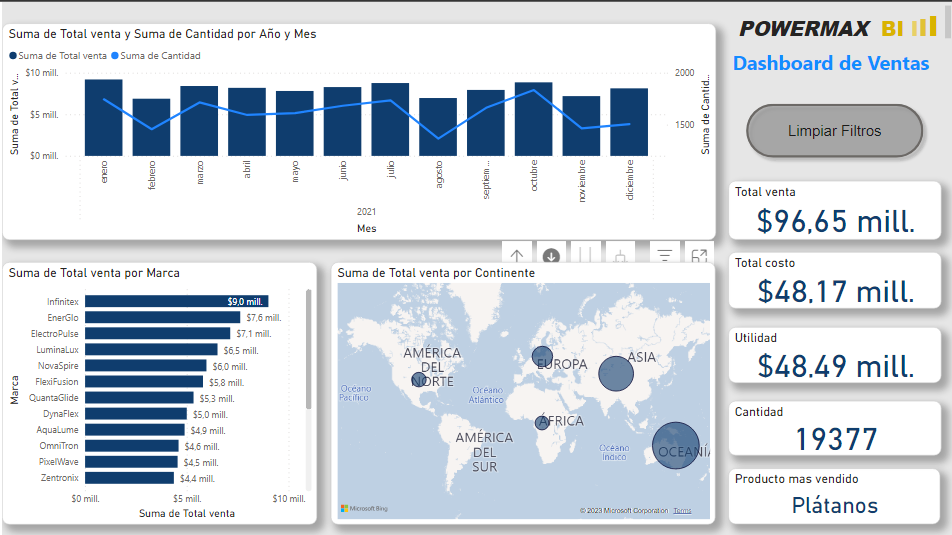 Suma de Total venta y Suma de Cantidad por Año y Mes
Suma de Total venta Suma de Cantidad
$10 mill.
$5 mill.
$0 mill.
Suma de Total v...
2000
1500
Suma de Cantid...
enero
febrero
marzo
abril
mayo
junio
julio
agosto
septiem...
octubre
noviembre
diciembre
2021
Mes
POWERMAX BI
Dashboard de Ventas
Limpiar Filtros
Total venta
$96,65 mill.
Total costo
$48,17 mill.
Utilidad
$48,49 mill.
Cantidad
19377
Producto mas vendido
Plátanos
Suma de Total venta por Marca
Marca
Infinitex $9,0 mill.
EnerGlo $7,6 mill.
ElectroPulse $7,1 mill.
LuminaLux $6,5 mill.
NovaSpire $6,0 mill.
FlexiFusion $5,8 mill.
QuantaGlide $5,3 mill.
DynaFlex $5,0 mill.
AquaLume $4,9 mill.
OmniTron $4,6 mill.
PixelWave $4,5 mill.
Zentronix $4,4 mill.
$0 mill. $5 mill. $10 mill.
Suma de Total venta
Suma de Total venta por Continente
AMÉRICA
DEL
NORTE
EUROPA
ASIA
Océano
Pacífico
Océano
Atlántico
ÁFRICA
AMÉRICA
DEL
SUR
Océano
Índico
OCEANÍA
Microsoft Bing
© 2023 Microsoft Corporation Terms